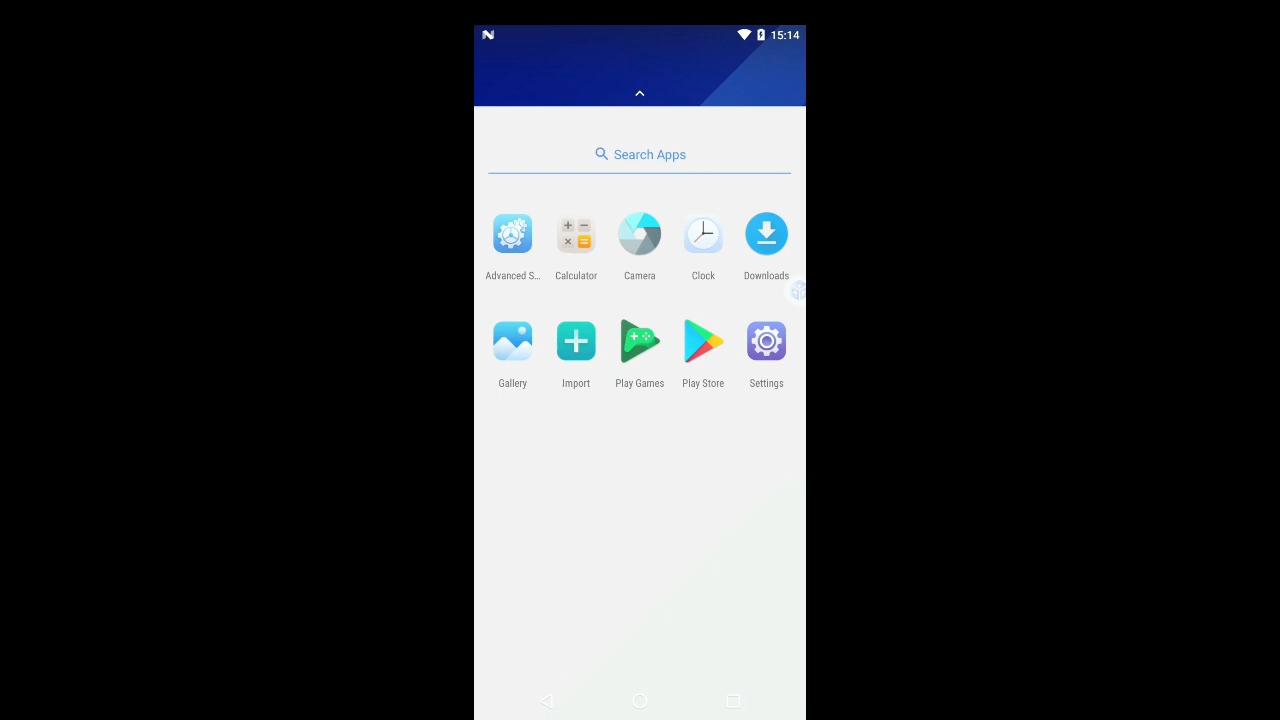 15:14
Search Apps
Advanced S... Calculator Camera Clock Downloads
Gallery Import Play Games Play Store Settings